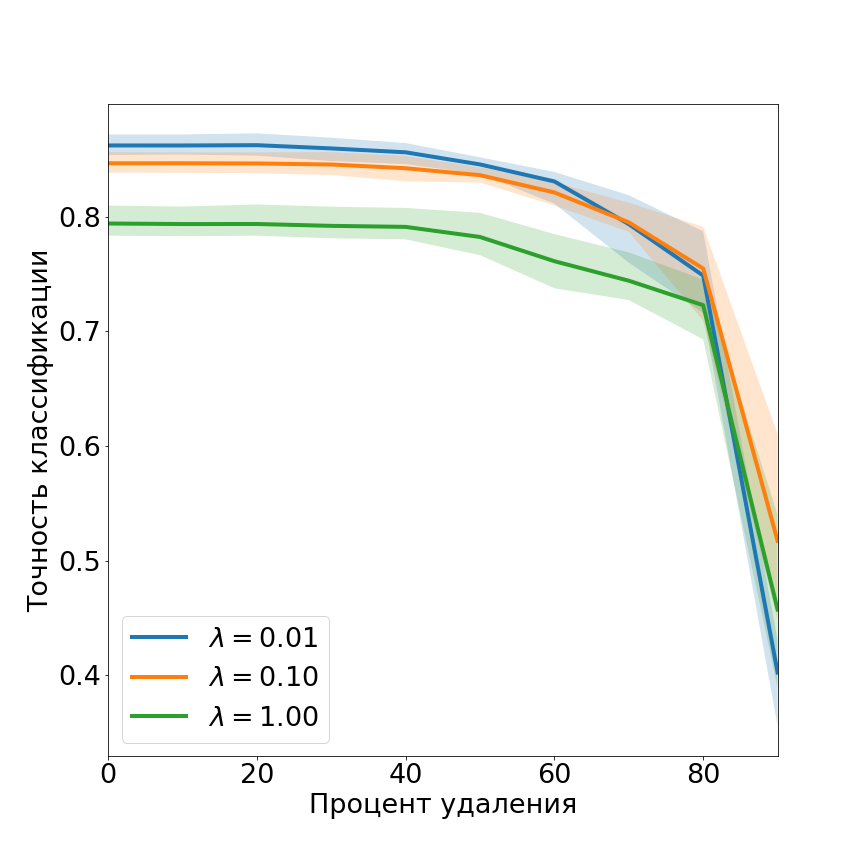 Точность классификации
0.8
0.7
0.6
0.5
0.4
λ = 0.01
λ = 0.10
λ = 1.00
0 20 40 60 80
Процент удаления